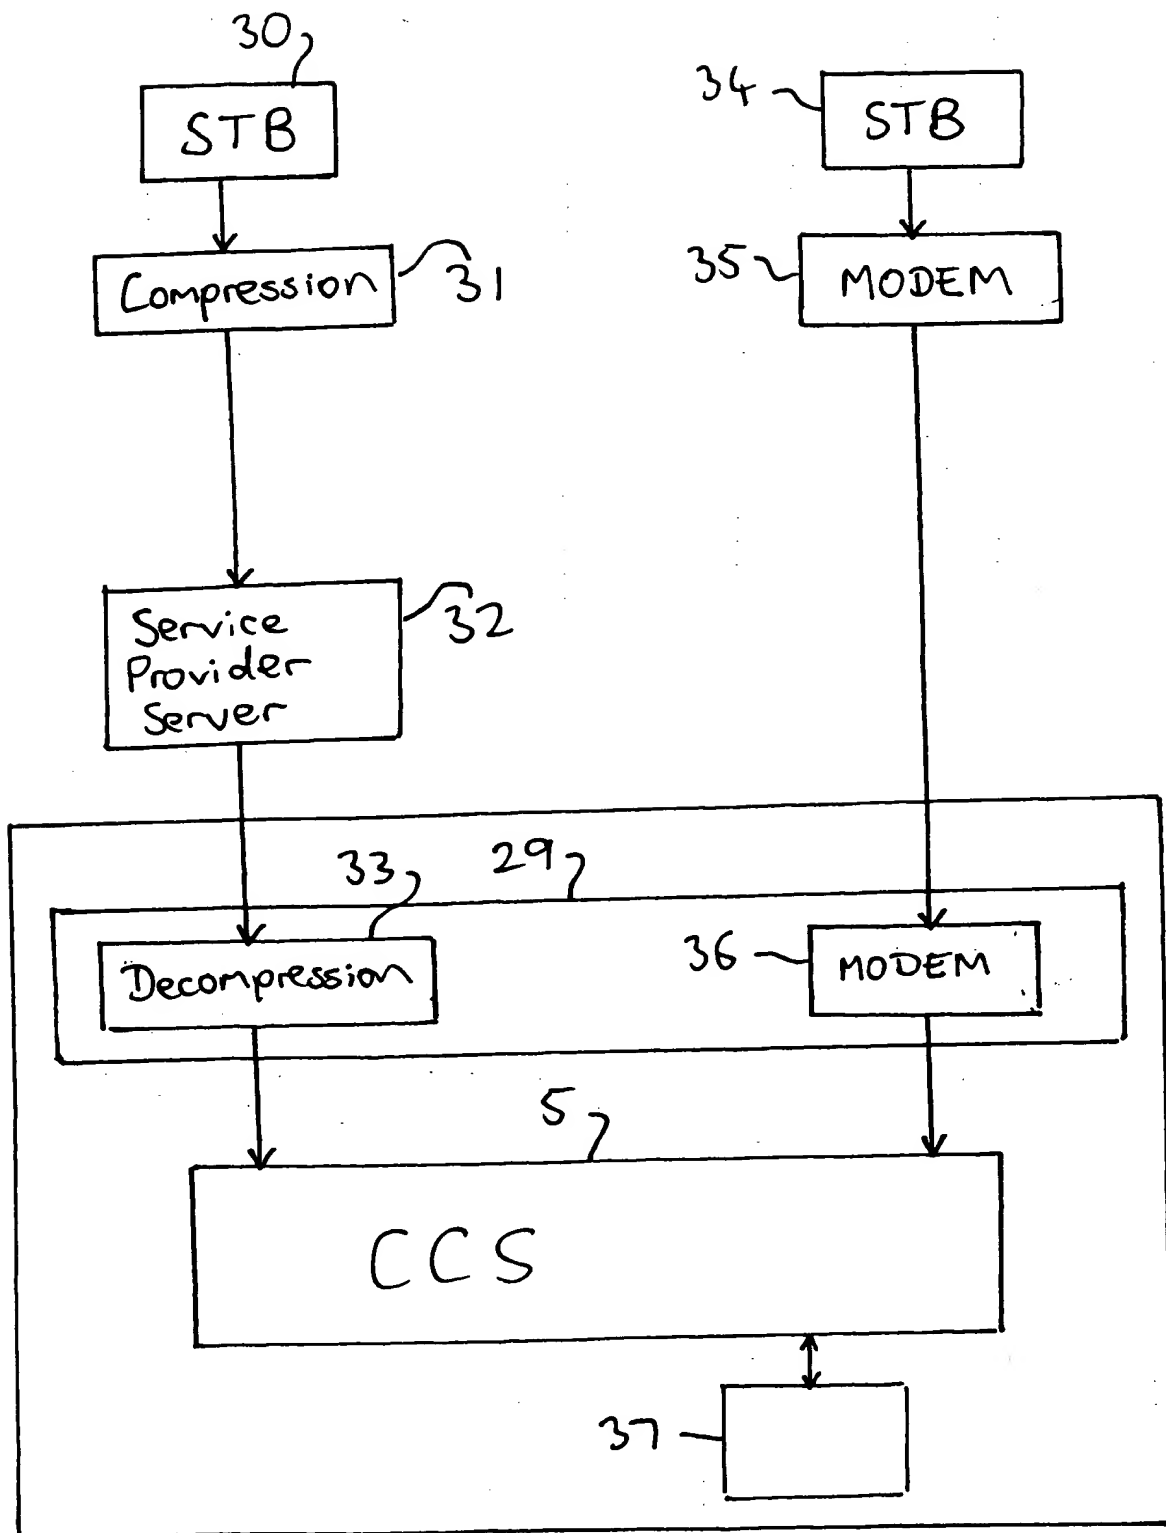 30
STB
34
STB
Compression
31
35
MODEM
Service
Provider
Server
32
33
29
Decompression
36
MODEM
5
CCS
37